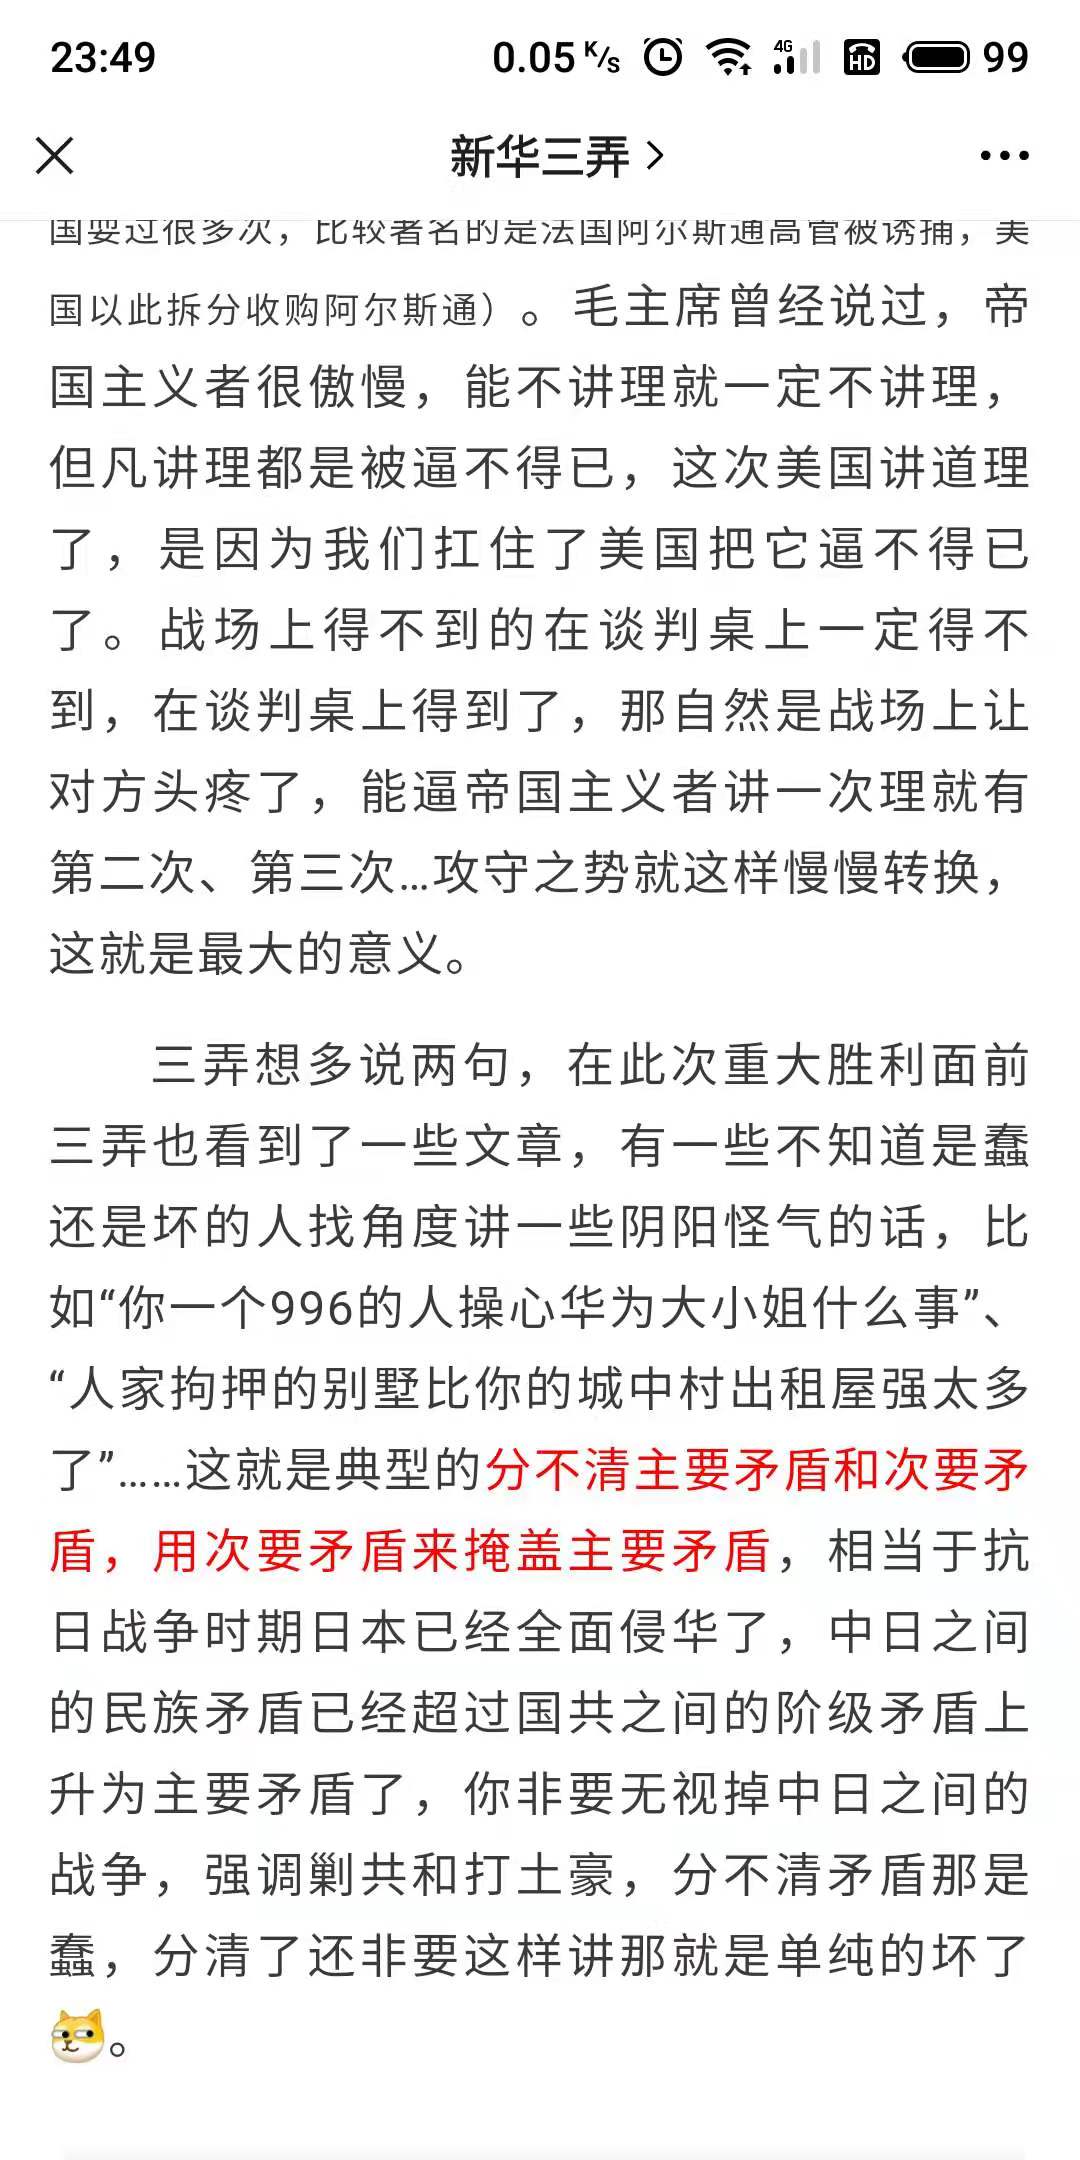 23:49
0.05 K/s 4G HD 99
新华三弄
国耍过很多次，比较著名的是法国阿尔斯通高管被诱捕，美
国以此拆分收购阿尔斯通）。毛主席曾经说过，帝
国主义者很傲慢，能不讲理就一定不讲理，
但凡讲理都是被逼不得已，这次美国讲道理
了，是因为我们扛住了美国把它逼不得已
了。战场上得不到的在谈判桌上一定得不
到，在谈判桌上得到了，那自然是战场上让
对方头疼了，能逼帝国主义者讲一次理就有
第二次、第三次...攻守之势就这样慢慢转换，
这就是最大的意义。
三弄想多说两句，在此次重大胜利面前
三弄也看到了一些文章，有一些不知道是蠢
还是坏的人找角度讲一些阴阳怪气的话，比
如“你一个996的人操心华为大小姐什么事”、
“人家拘押的别墅比你的城中村出租屋强太多
了”……这就是典型的分不清主要矛盾和次要矛
盾，用次要矛盾来掩盖主要矛盾，相当于抗
日战争时期日本已经全面侵华了，中日之间
的民族矛盾已经超过国共之间的阶级矛盾上
升为主要矛盾了，你非要无视掉中日之间的
战争，强调剿共和打土豪，分不清矛盾那是
蠢，分清了还非要这样讲那就是单纯的坏了
。